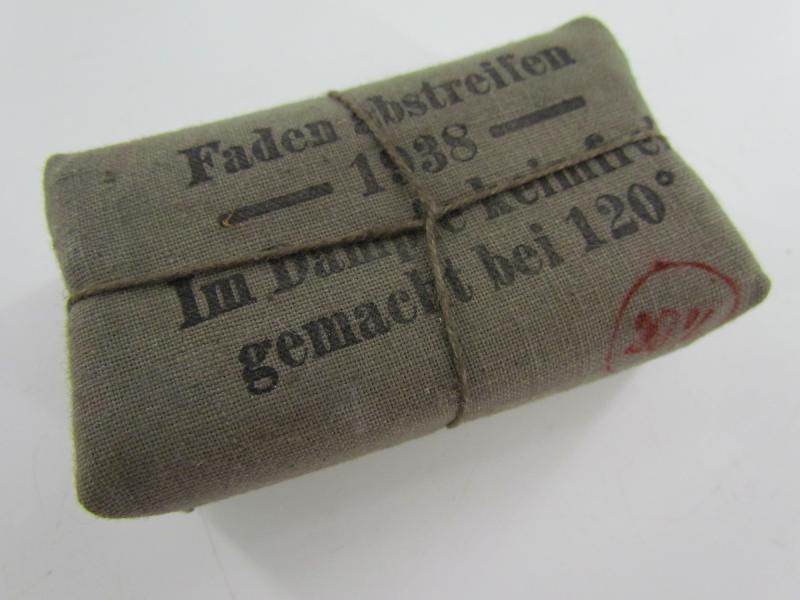 Faden abstreifen
— 1938 —
Im Dampfe keimfrei
gemacht bei 120°